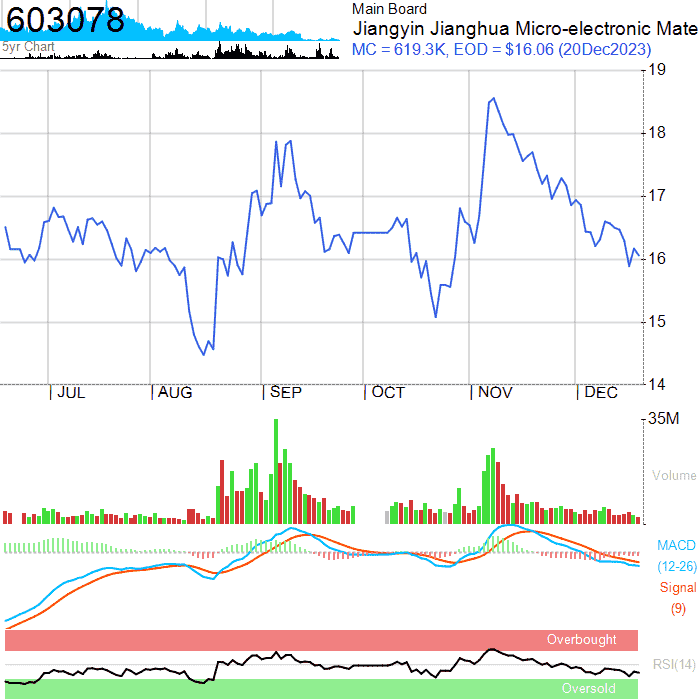 603078
5yr Chart
Main Board
Jiangyin Jianghua Micro-electronic Mate
MC = 619.3K, EOD = $16.06 (20Dec2023)
19
18
17
16
15
14
JUL
AUG
SEP
OCT
NOV
DEC
35M
Volume
MACD
(12-26)
Signal
(9)
Overbought
RSI(14)
Oversold